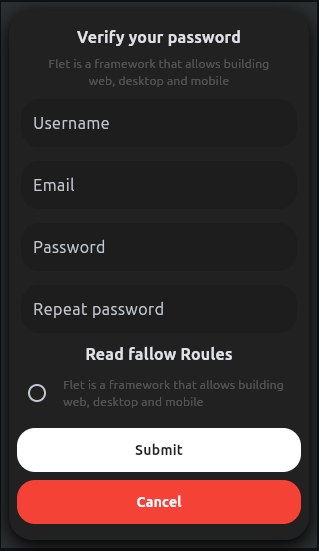 Verify your password
Flet is a framework that allows building
web, desktop and mobile
Username
Email
Password
Repeat password
Read fallow Roules
Flet is a framework that allows building
web, desktop and mobile
Submit
Cancel